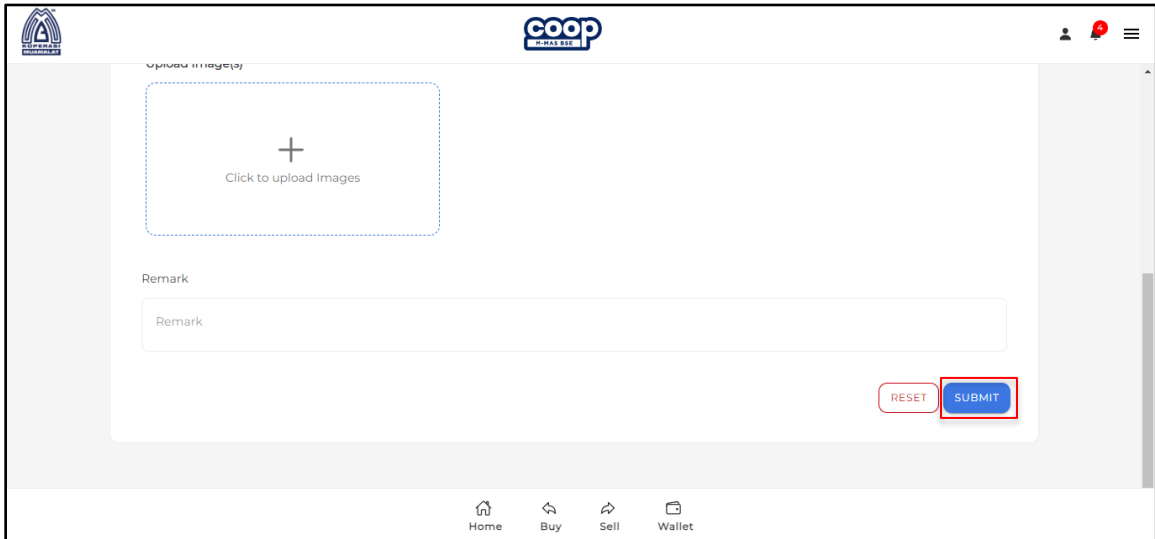 KOPERASI
MUAMALAT
coop
M-MAS BSE
4
Upload Image(s)
Click to upload Images
Remark
Remark
RESET
SUBMIT
Home
Buy
Sell
Wallet